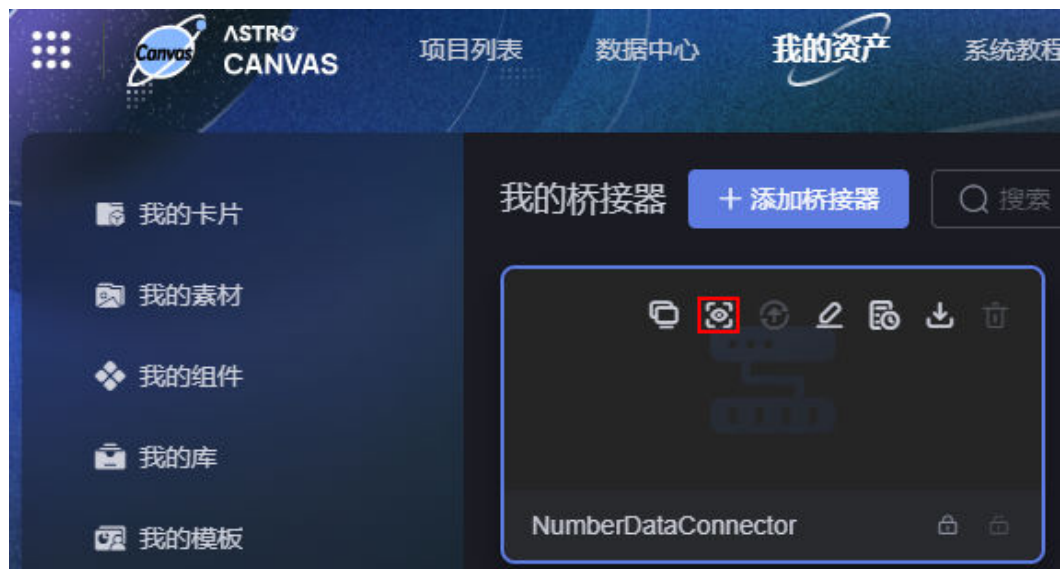 Canvas
ASTRO
CANVAS
项目列表
数据中心
我的资产
系统教程
我的卡片
我的素材
我的组件
我的库
我的模板
我的桥接器
+ 添加桥接器
搜索
NumberDataConnector